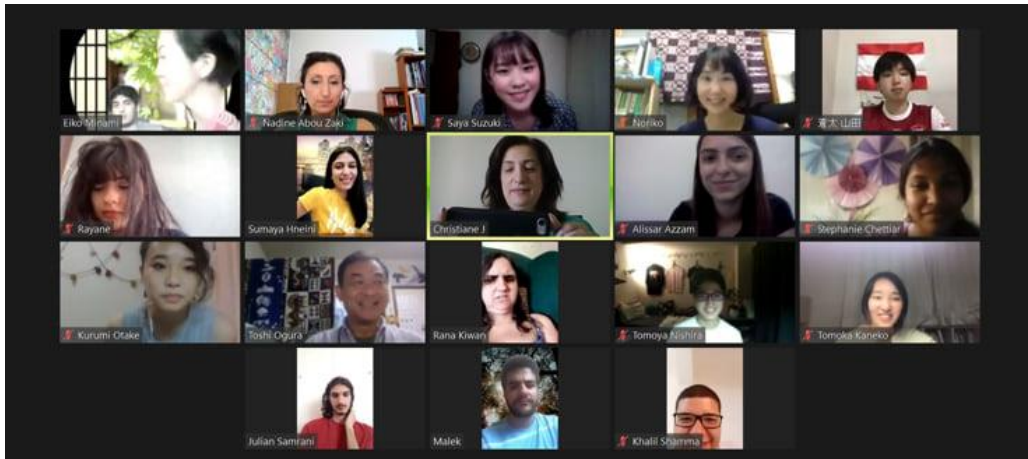 Eiko Minami
Nadine Abou Zaki
Saya Suzuki
Noriko
蒼太 山田
Rayane
Sumaya Hneini
Christiane J
Alissar Azzam
Stephanie Chettiar
Kurumi Otake
Toshi Ogura
Rana Kiwan
Tomoya Nishira
Tomoka Kaneko
Julian Samrani
Malek
Khalil Shamma